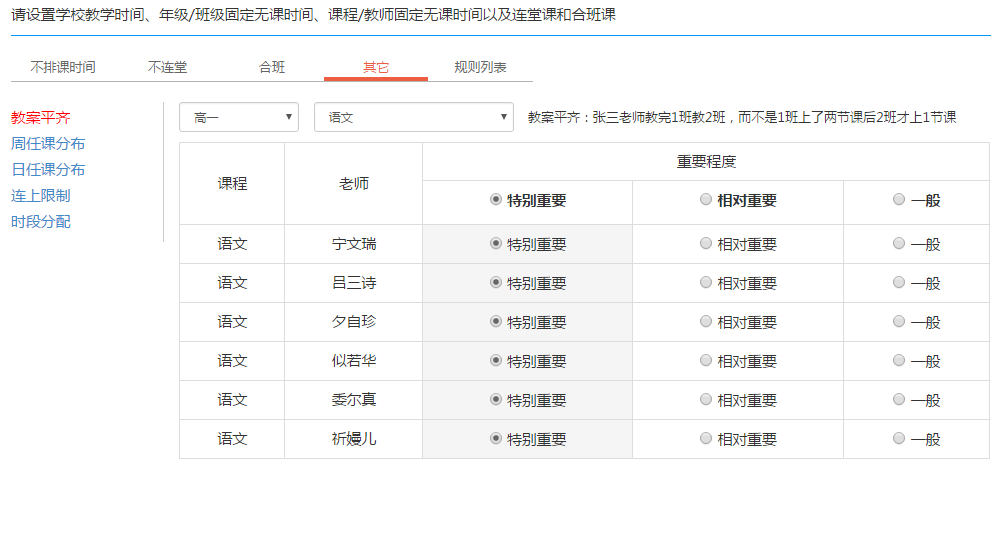 请设置学校教学时间、年级/班级固定无课时间、课程/教师固定无课时间以及连堂课和合班课
不排课时间 不连堂 合班 其它 规则列表
教案平齐
周任课分布
日任课分布
连上限制
时段分配
高一 语文 教案平齐：张三老师教完1班教2班，而不是1班上了两节课后2班才上1节课
课程 老师 重要程度
特别重要 相对重要 一般
语文 宁文瑞 特别重要 相对重要 一般
语文 吕三诗 特别重要 相对重要 一般
语文 夕自珍 特别重要 相对重要 一般
语文 似若华 特别重要 相对重要 一般
语文 委尔真 特别重要 相对重要 一般
语文 祈嫚儿 特别重要 相对重要 一般